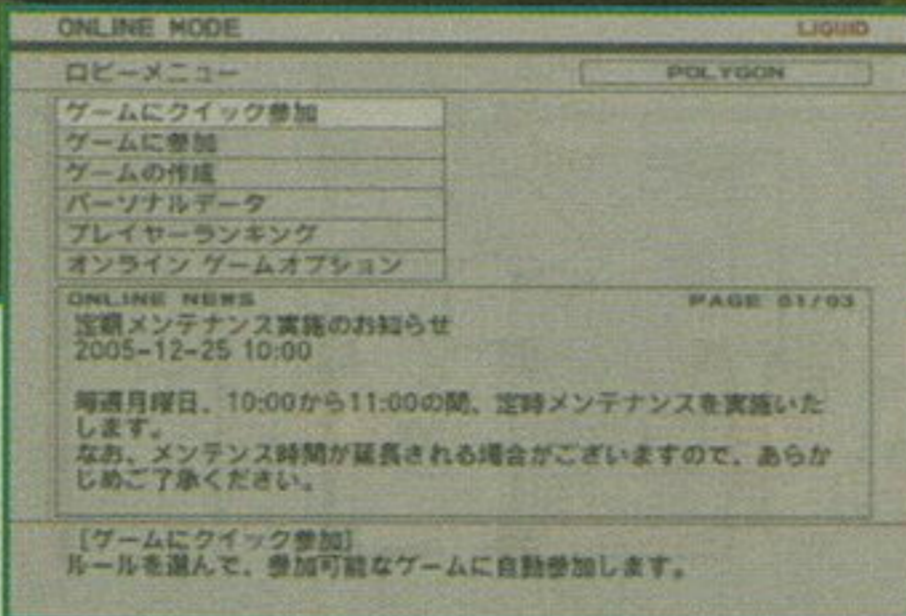 ONLINE MODE
LIQUID
ロビーメニュー
POLYGON
ゲームにクイック参加
ゲームに参加
ゲームの作成
パーソナルデータ
プレイヤーランキング
オンライン ゲームオプション
ONLINE NEWS
PAGE 01/03
定期メンテナンス実施のお知らせ
2005-12-25 10:00
毎週月曜日、10:00から11:00の間、定時メンテナンスを実施いた
します。
なお、メンテンス時間が延長される場合がございますので、あらか
じめご了承ください。
[ゲームにクイック参加]
ルールを選んで、参加可能なゲームに自動参加します。